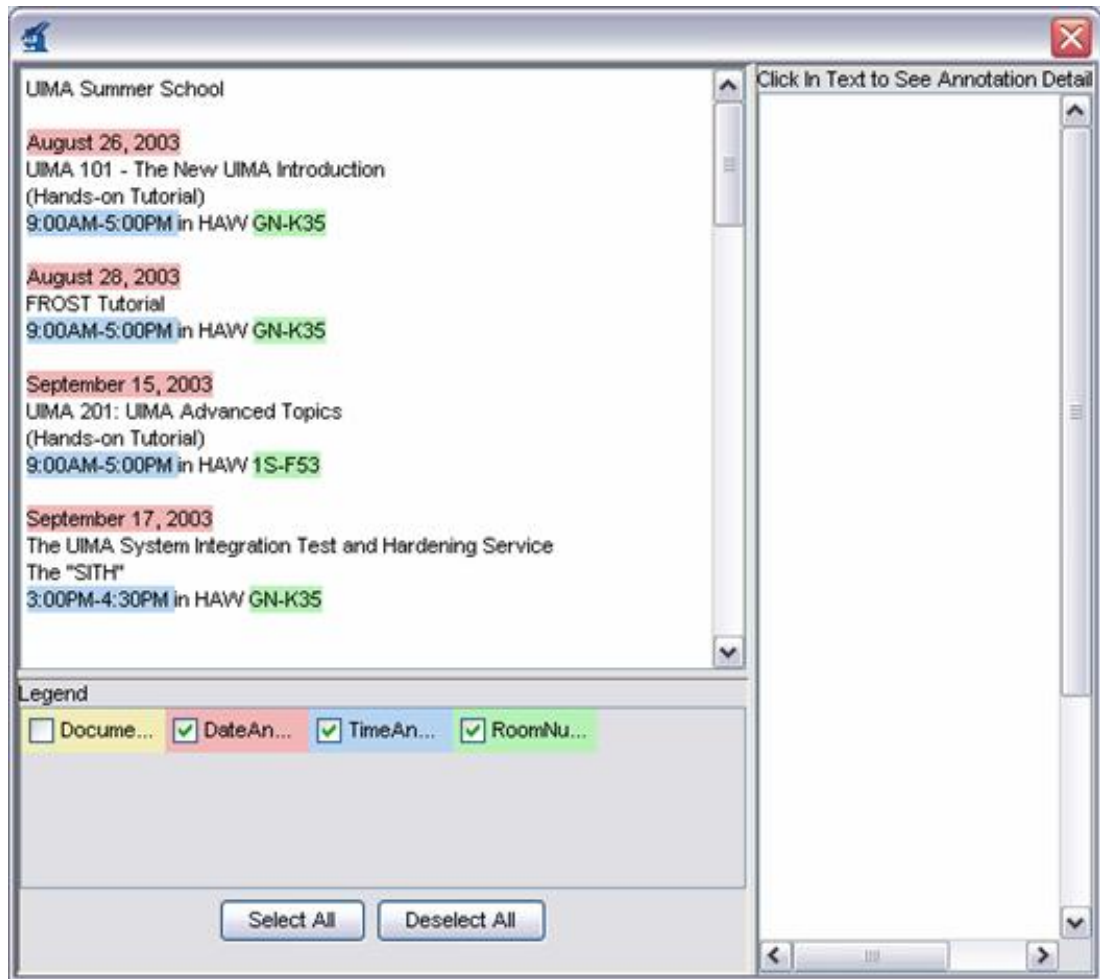 UIMA Summer School
August 26, 2003
UIMA 101 - The New UIMA Introduction
(Hands-on Tutorial)
9:00AM-5:00PM in HAW GN-K35
August 28, 2003
FROST Tutorial
9:00AM-5:00PM in HAW GN-K35
September 15, 2003
UIMA 201: UIMA Advanced Topics
(Hands-on Tutorial)
9:00AM-5:00PM in HAW 1S-F53
September 17, 2003
The UIMA System Integration Test and Hardening Service
The "SITH"
3:00PM-4:30PM in HAW GN-K35
Click In Text to See Annotation Detail
Legend
Docume... DateAn... TimeAn... RoomNu...
Select All Deselect All